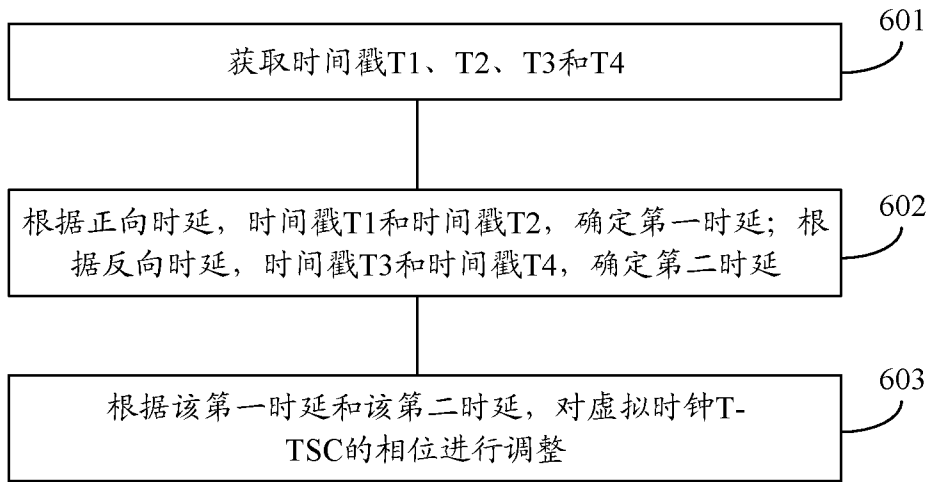 601
获取时间戳T1、T2、T3和T4
602
根据正向时延，时间戳T1和时间戳T2，确定第一时延；根
据反向时延，时间戳T3和时间戳T4，确定第二时延
603
根据该第一时延和该第二时延，对虚拟时钟T-
TSC的相位进行调整